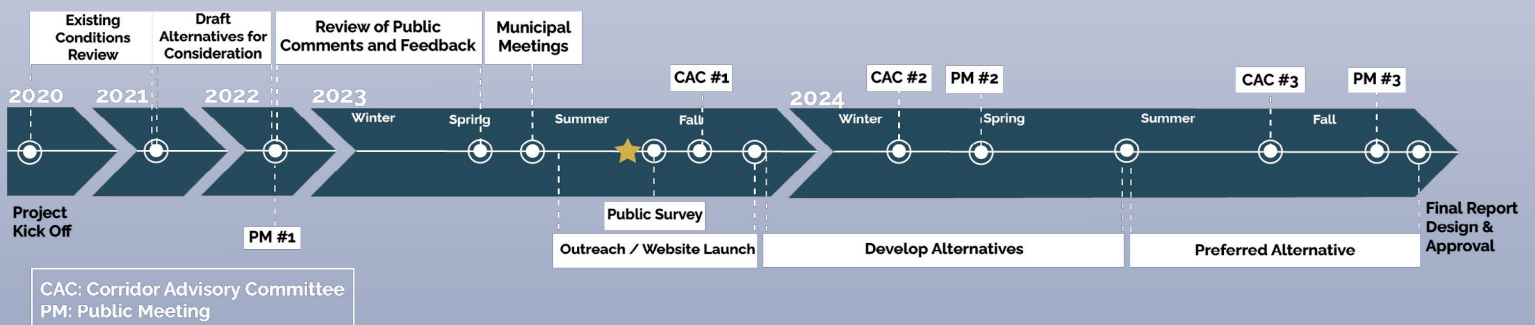 Existing
Conditions
Review
Draft
Alternatives for
Consideration
Review of Public
Comments and Feedback
Municipal
Meetings
CAC #1
CAC #2
PM #2
CAC #3
PM #3
2020
2021
2022
2023
2024
Winter
Spring
Summer
Fall
Winter
Spring
Summer
Fall
Project
Kick Off
PM #1
Public Survey
Outreach / Website Launch
Develop Alternatives
Preferred Alternative
Final Report
Design &
Approval
CAC: Corridor Advisory Committee
PM: Public Meeting